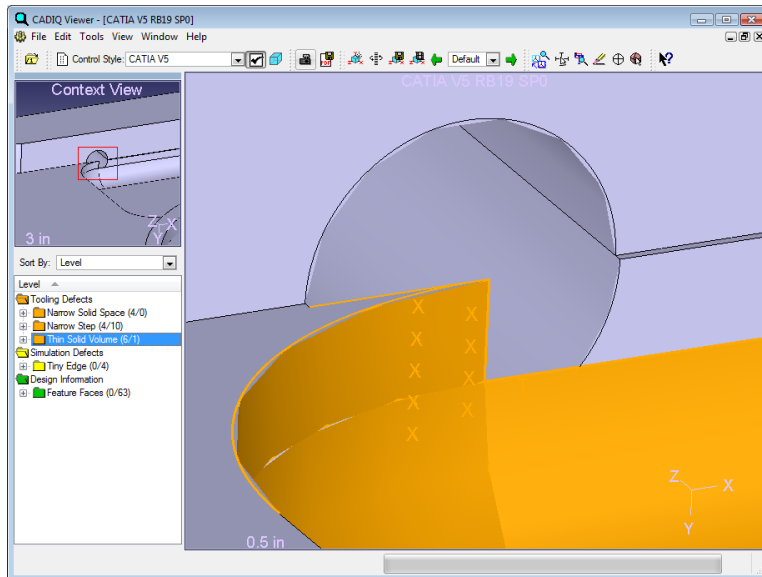 CADIQ Viewer - [CATIA V5 RB19 SP0]
File Edit Tools View Window Help
Control Style: CATIA V5 Default
Context View
3 in
Z X
Y
Sort By: Level
Level
Tooling Defects
Narrow Solid Space (4/0)
Narrow Step (4/10)
Thin Solid Volume (6/1)
Simulation Defects
Tiny Edge (0/4)
Design Information
Feature Faces (0/63)
CATIA V5 RB19 SP0
X X
X X
X X
X X
X
Z X
Y
0.5 in